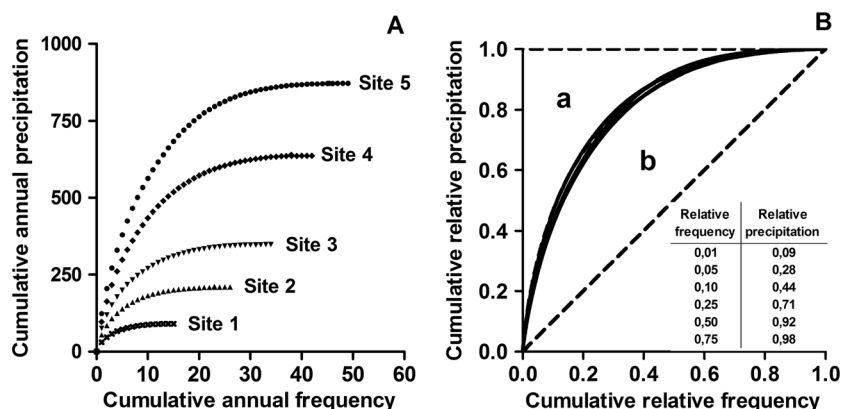 A
Cumulative annual precipitation
1000
750
500
250
0
Site 5
Site 4
Site 3
Site 2
Site 1
0 10 20 30 40 50 60
Cumulative annual frequency
B
Cumulative relative precipitation
1.0
0.8
0.6
0.4
0.2
0.0
a
b
Relative frequency Relative precipitation
0,01 0,09
0,05 0,28
0,10 0,44
0,25 0,71
0,50 0,92
0,75 0,98
0.0 0.2 0.4 0.6 0.8 1.0
Cumulative relative frequency